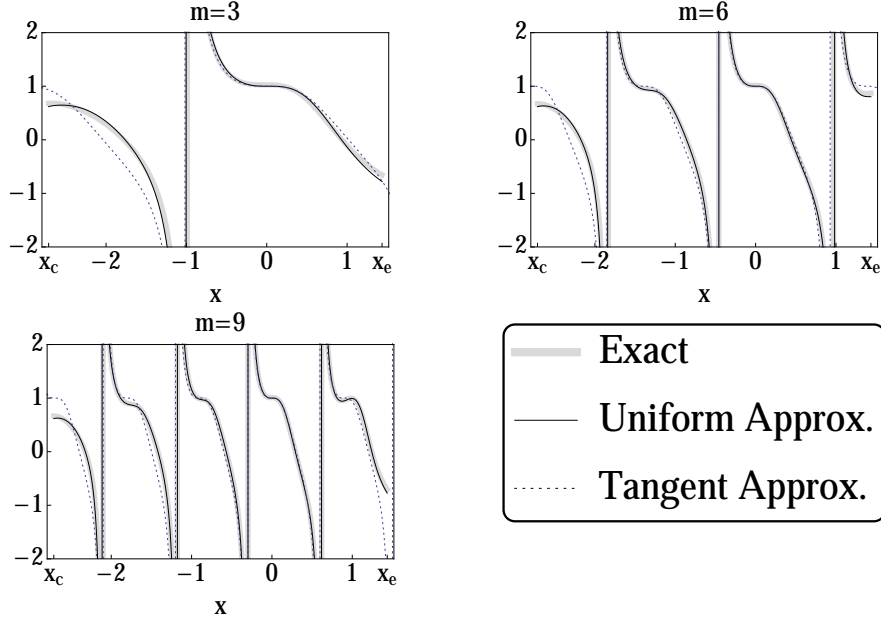 m=3
2
1
0
−1
−2
x_c −2 −1 0 1 x_e
x
m=6
2
1
0
−1
−2
x_c −2 −1 0 1 x_e
x
m=9
2
1
0
−1
−2
x_c −2 −1 0 1 x_e
x
Exact
Uniform Approx.
Tangent Approx.